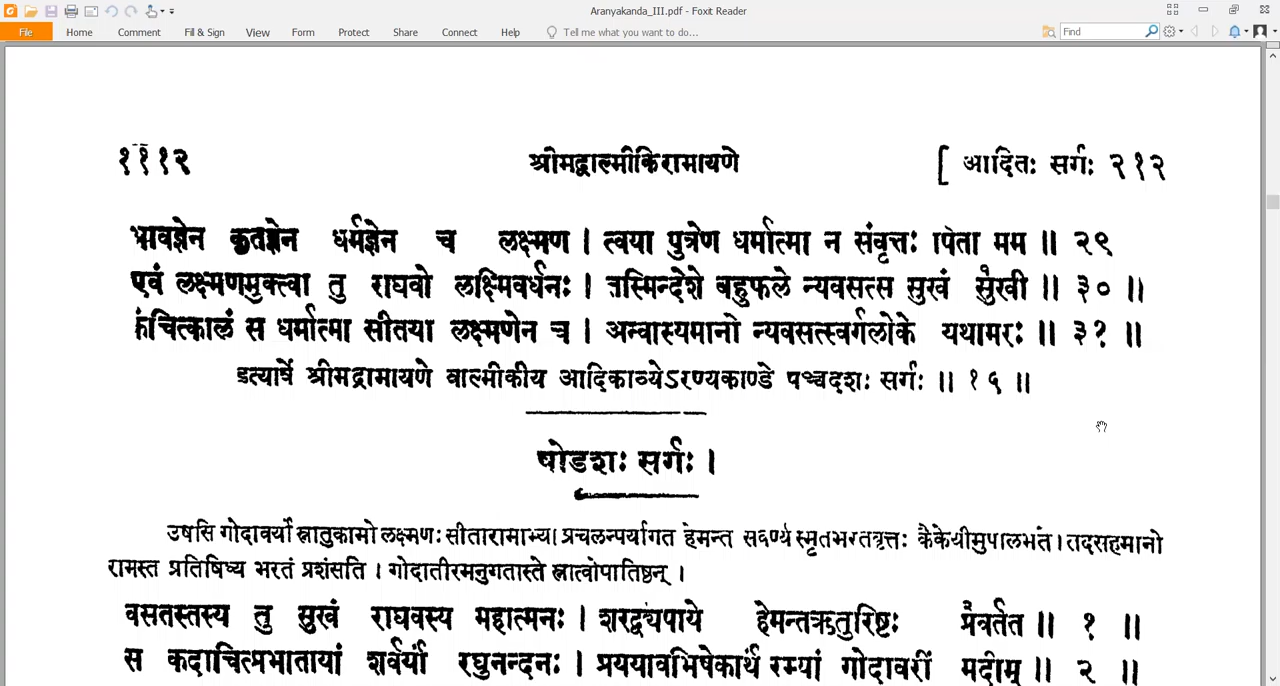 Aranyakanda_III.pdf - Foxit Reader
File Home Comment Fill & Sign View Form Protect Share Connect Help Tell me what you want to do... Find
१११२ श्रीमद्वाल्मीकिरामायणे [ आदितः सर्गः २१२
भावज्ञेन कृतज्ञेन धर्मज्ञेन च लक्ष्मण । त्वया पुत्रेण धर्मात्मा न संवृत्तः पिता मम ॥ २९
एवं लक्ष्मणमुक्त्वा तु राघवो लक्ष्मिवर्धनः । तस्मिन्देशे बहुफले न्यवसत्स सुखं सुखी ॥ ३० ॥
कंचित्कालं स धर्मात्मा सीतया लक्ष्मणेन च । अन्वास्यमानो न्यवसत्स्वर्गलोके यथामरः ॥ ३१ ॥
इत्यार्षे श्रीमद्रामायणे वाल्मीकीय आदिकाव्येऽरण्यकाण्डे पञ्चदशः सर्गः ॥ १५ ॥
षोडशः सर्गः ।
उषसि गोदावर्यां स्नातुकामो लक्ष्मणः सीतारामाभ्यां प्रचलन्पर्यागतं हेमन्तं स्मृतभरतवृत्तः कैकेयीमुपालभत । तदसहमानो
रामस्तं प्रतिषिध्य भरतं प्रशंसति । गोदातीरमनुगतास्ते स्नात्वोपातिष्ठन् ।
वसतस्तस्य तु सुखं राघवस्य महात्मनः । शरद्व्यपाये हेमन्तऋतुरिष्टः प्रवर्तत ॥ १ ॥
स कदाचित्प्रभातायां शर्वर्यां रघुनन्दनः । प्रययावभिषेकार्थं रम्यां गोदावरीं नदीम् ॥ २ ॥